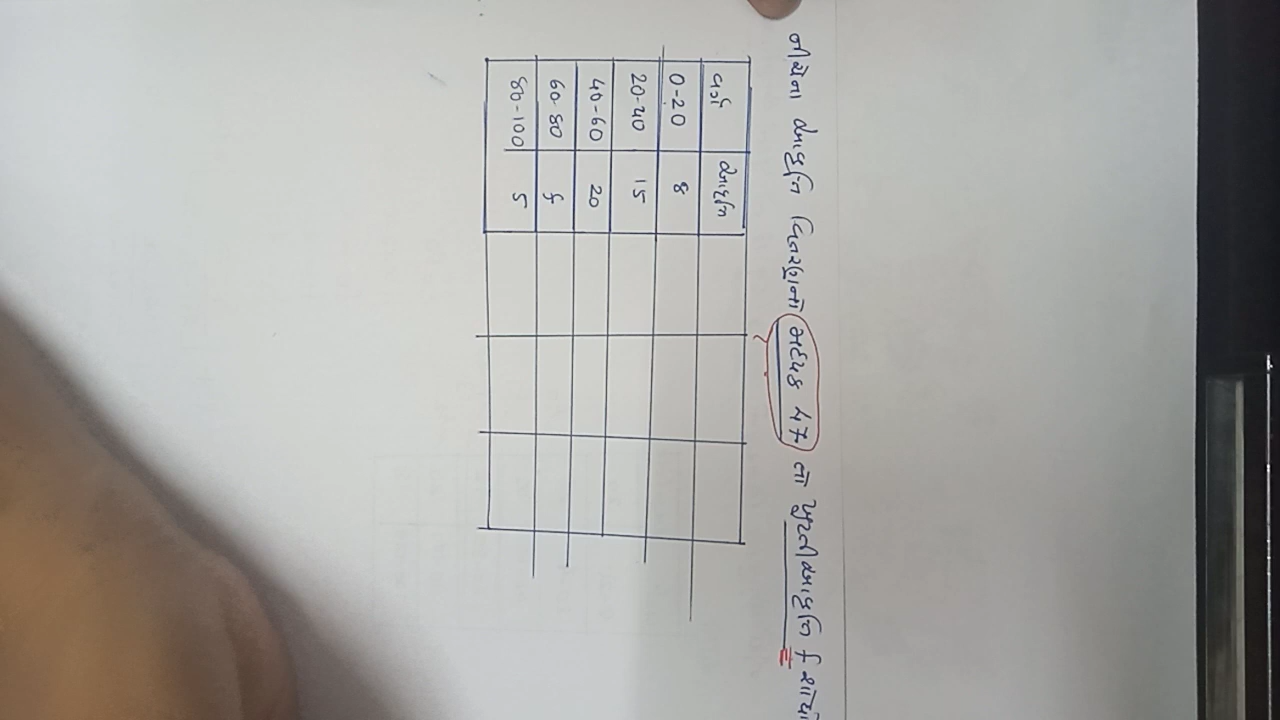 નીચેના આવૃત્તિ વિતરણનો મધ્યક 47 તો ખુટતી આવૃત્તિ f શોધો
વર્ગ આવૃત્તિ
0-20 8
20-40 15
40-60 20
60-80 f
80-100 5